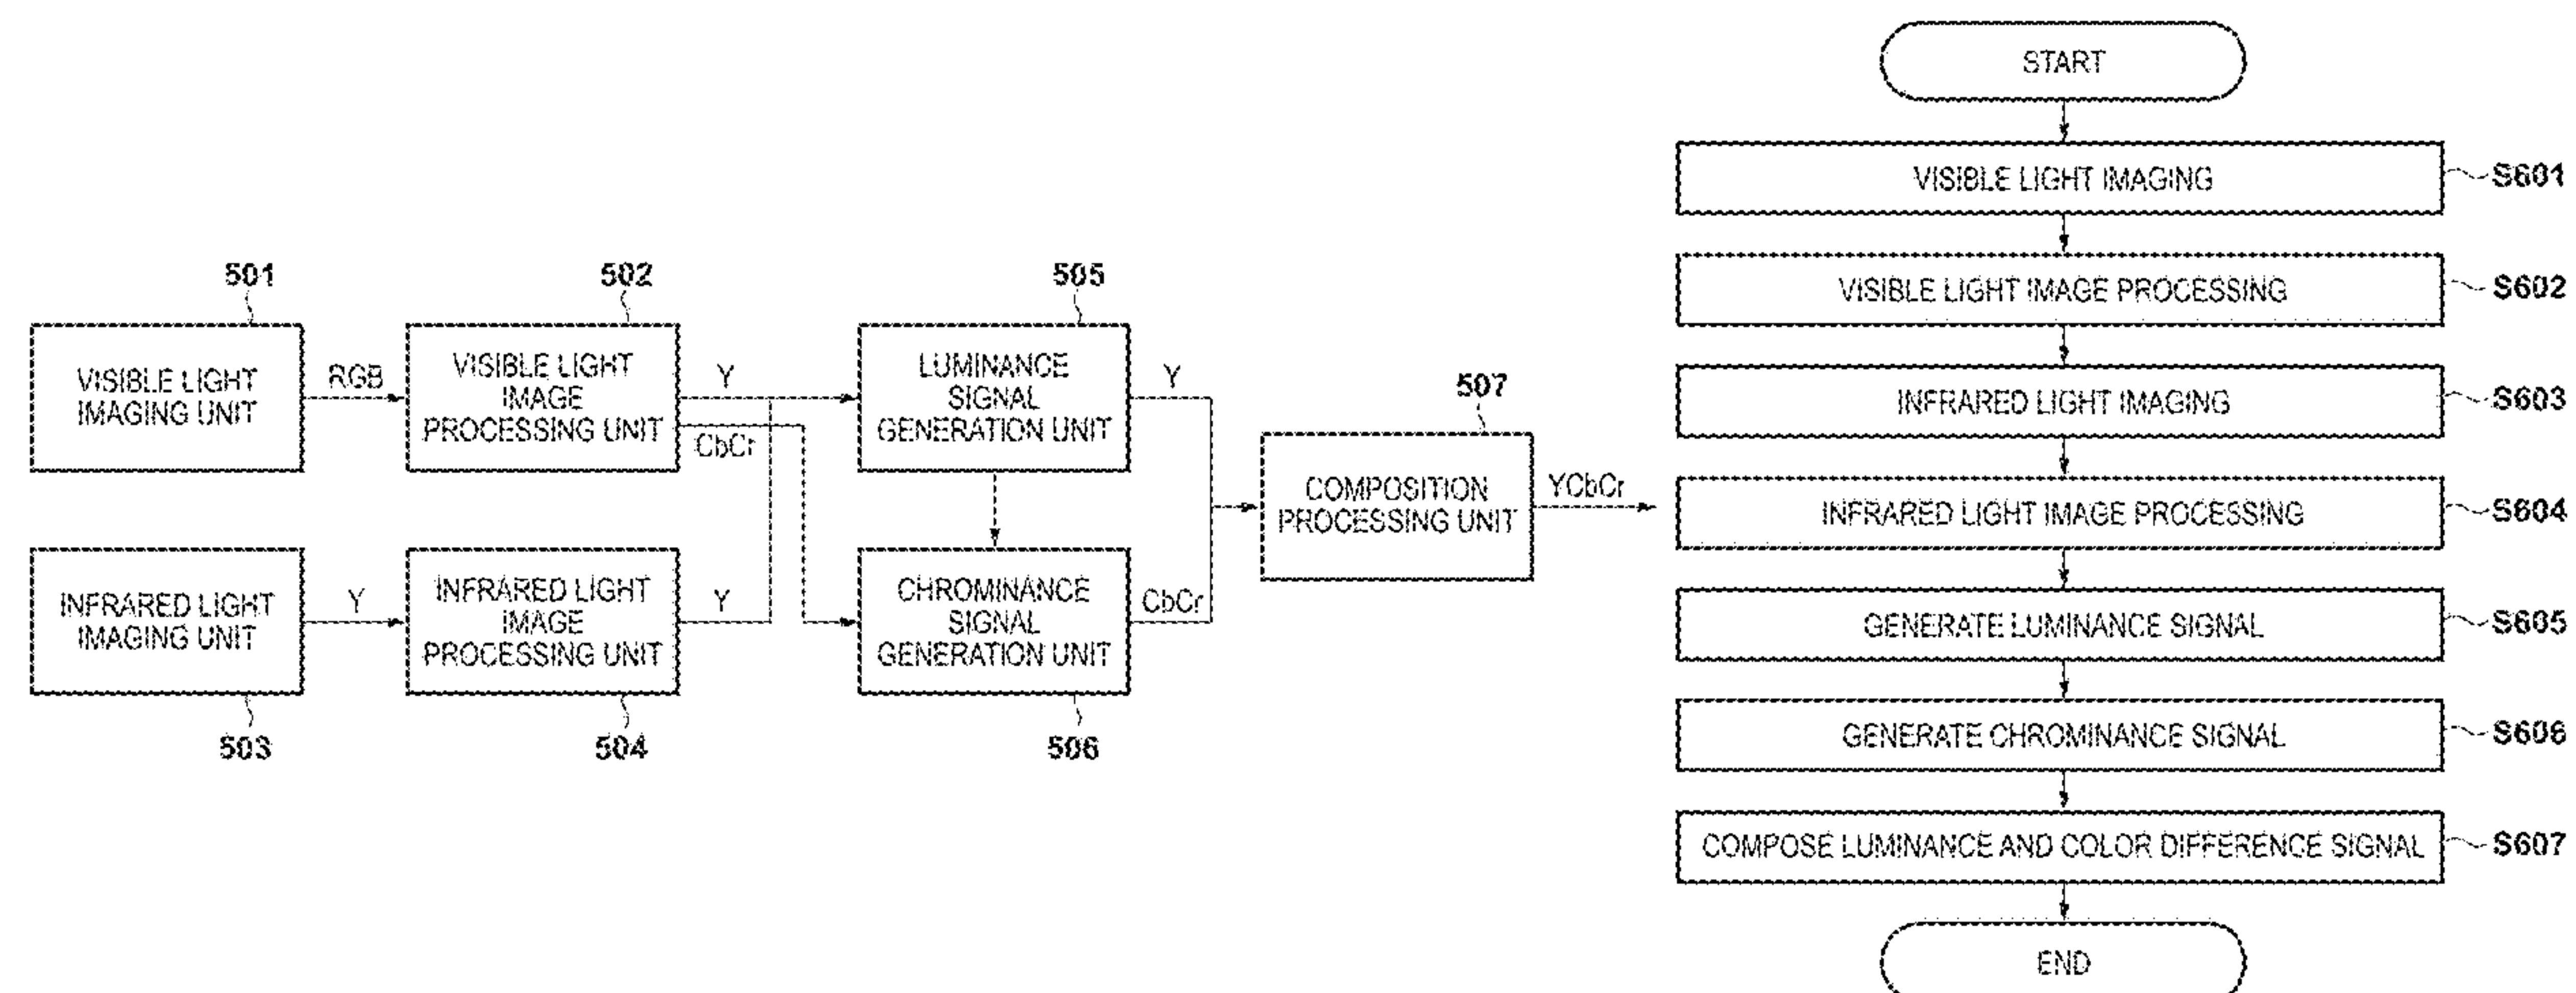 501
502
505
VISIBLE LIGHT
IMAGING UNIT
RGB
VISIBLE LIGHT
IMAGE
PROCESSING UNIT
Y
CbCr
LUMINANCE
SIGNAL
GENERATION UNIT
Y
507
COMPOSITION
PROCESSING UNIT
YCbCr
INFRARED LIGHT
IMAGING UNIT
Y
INFRARED LIGHT
IMAGE
PROCESSING UNIT
Y
CHROMINANCE
SIGNAL
GENERATION UNIT
CbCr
503
504
506
START
VISIBLE LIGHT IMAGING
S601
VISIBLE LIGHT IMAGE PROCESSING
S602
INFRARED LIGHT IMAGING
S603
INFRARED LIGHT IMAGE PROCESSING
S604
GENERATE LUMINANCE SIGNAL
S605
GENERATE CHROMINANCE SIGNAL
S606
COMPOSE LUMINANCE AND COLOR DIFFERENCE SIGNAL
S607
END